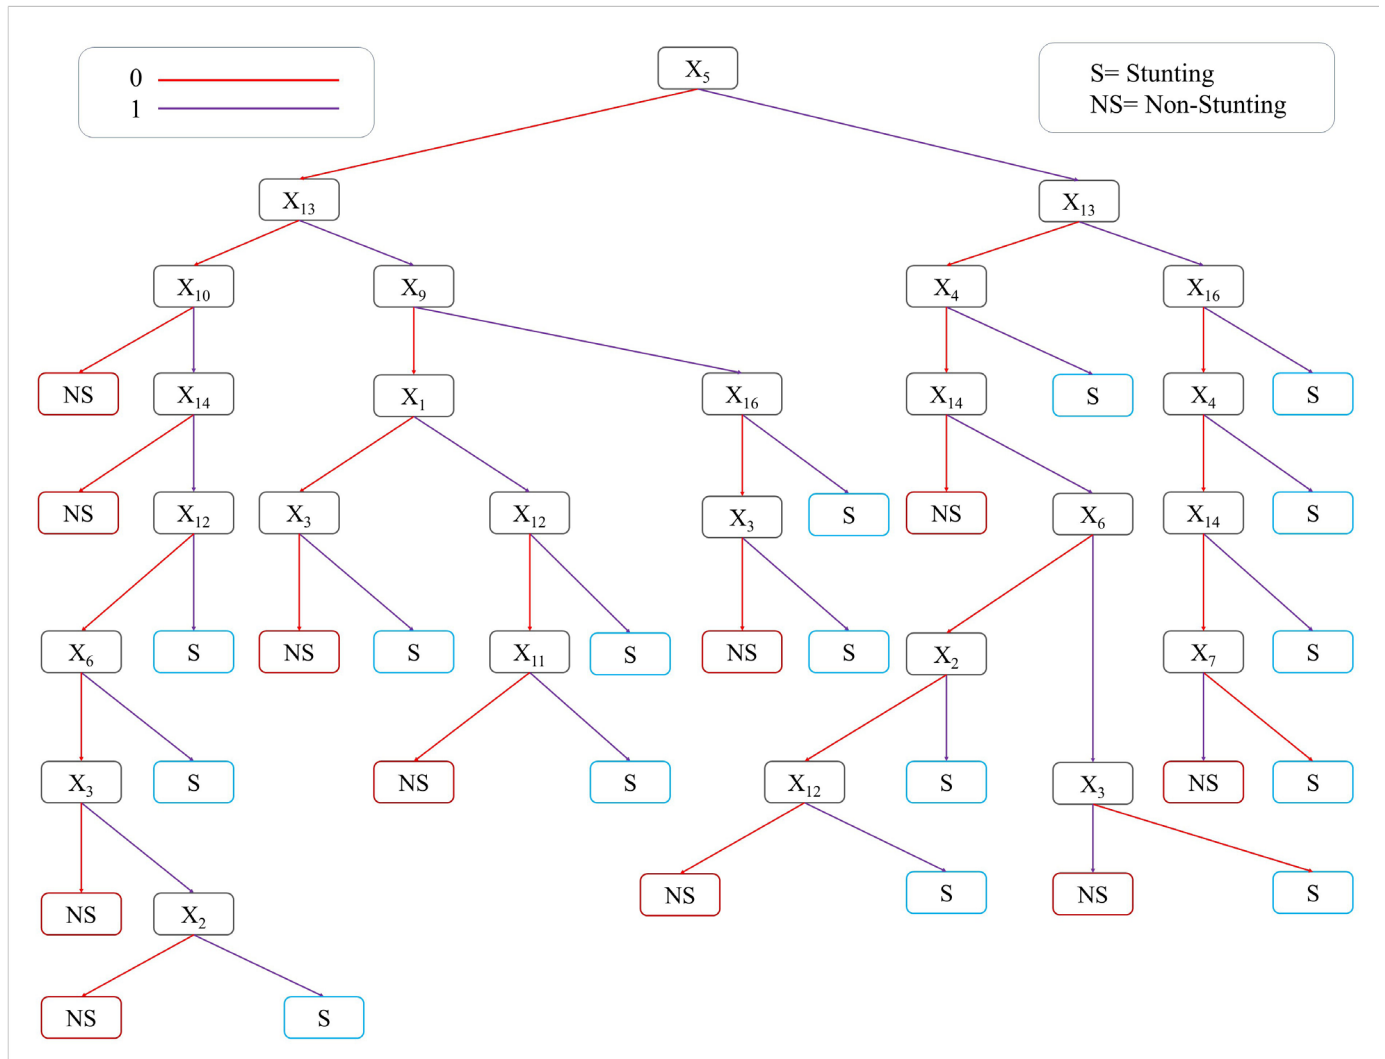 0
1
X₅
S= Stunting
NS= Non-Stunting
X₁₃
X₁₃
X₁₀
X₉
X₄
X₁₆
NS
X₁₄
X₁
X₁₆
X₁₄
S
X₄
S
NS
X₁₂
X₃
X₁₂
X₃
S
NS
X₆
X₁₄
S
X₆
S
NS
S
X₁₁
S
NS
S
X₂
X₇
S
X₃
S
NS
S
X₁₂
S
X₃
NS
S
NS
X₂
NS
S
NS
S
NS
S